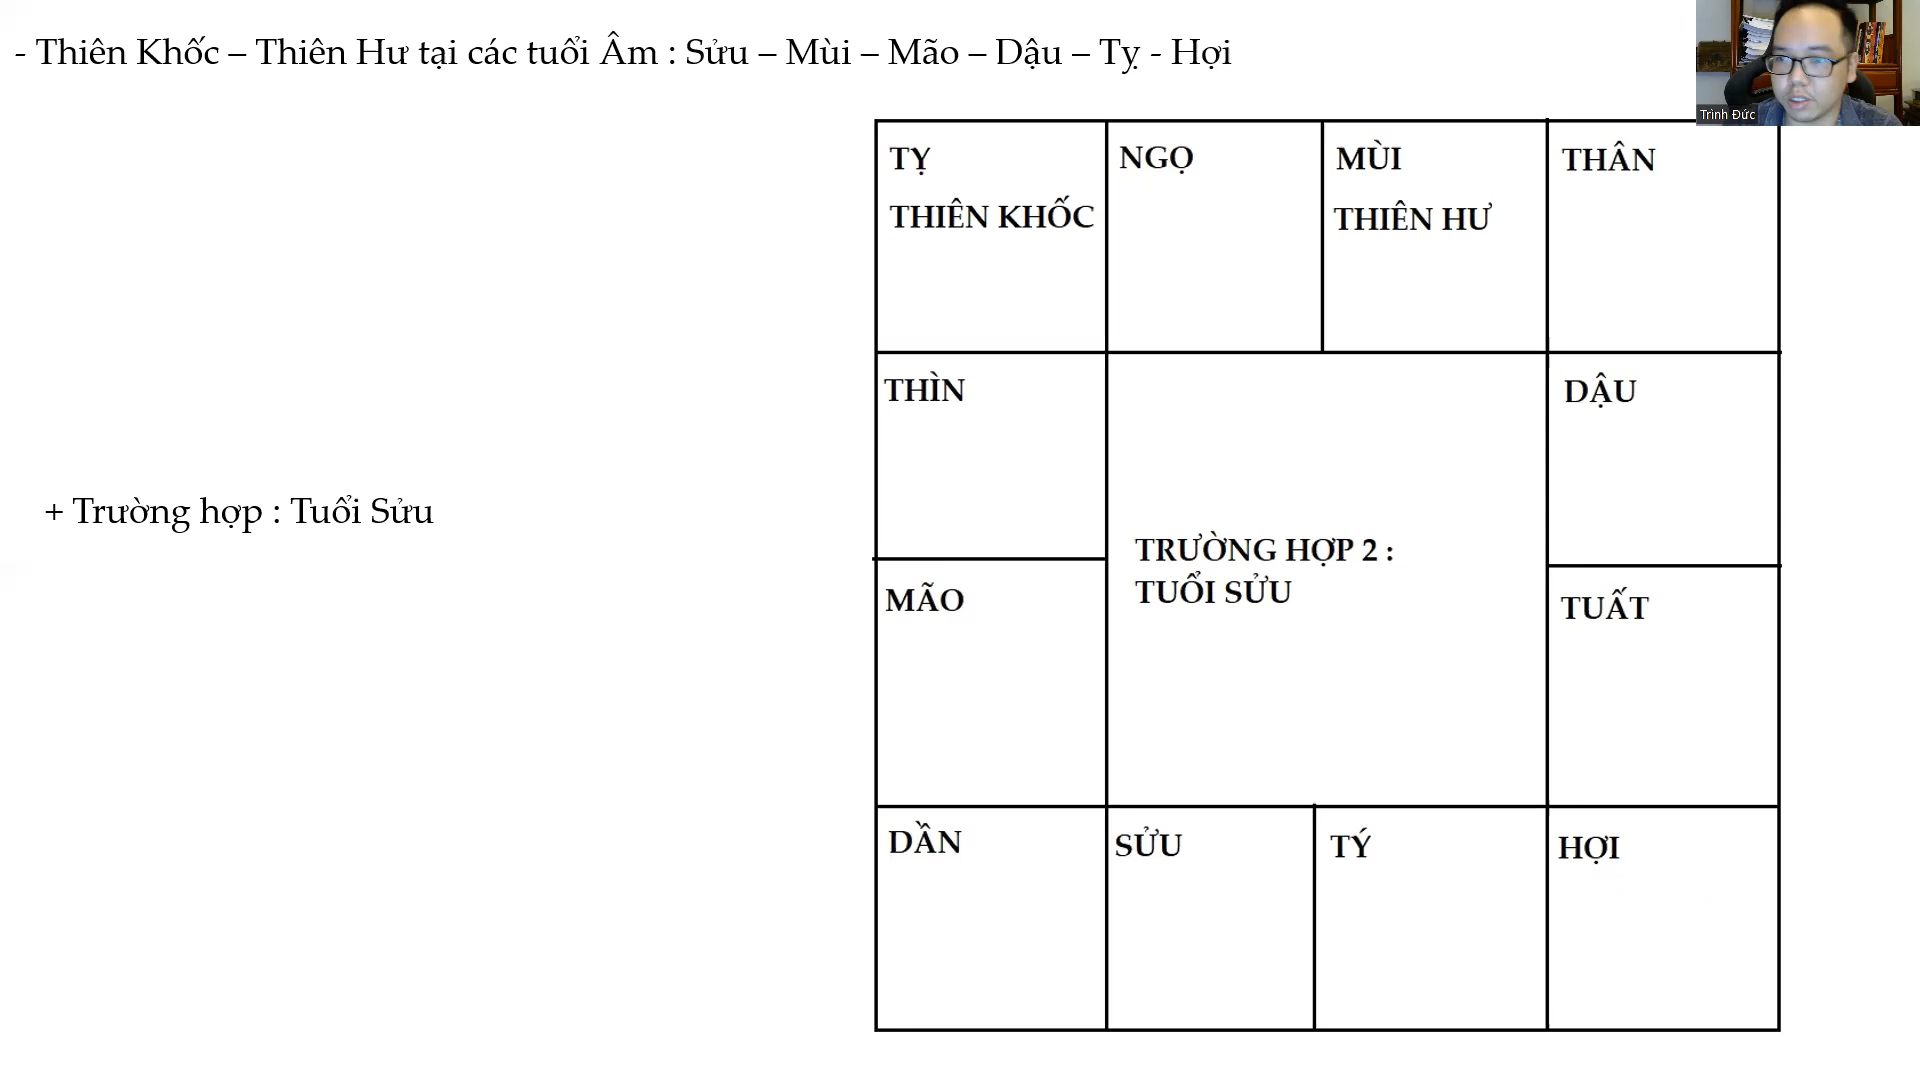 - Thiên Khốc – Thiên Hư tại các tuổi Âm : Sửu – Mùi – Mão – Dậu – Tỵ - Hợi
Trình Đức
TỴ
THIÊN KHỐC
NGỌ
MÙI
THIÊN HƯ
THÂN
THÌN
DẬU
+ Trường hợp : Tuổi Sửu
TRƯỜNG HỢP 2 :
TUỔI SỬU
MÃO
TUẤT
DẦN
SỬU
TÝ
HỢI